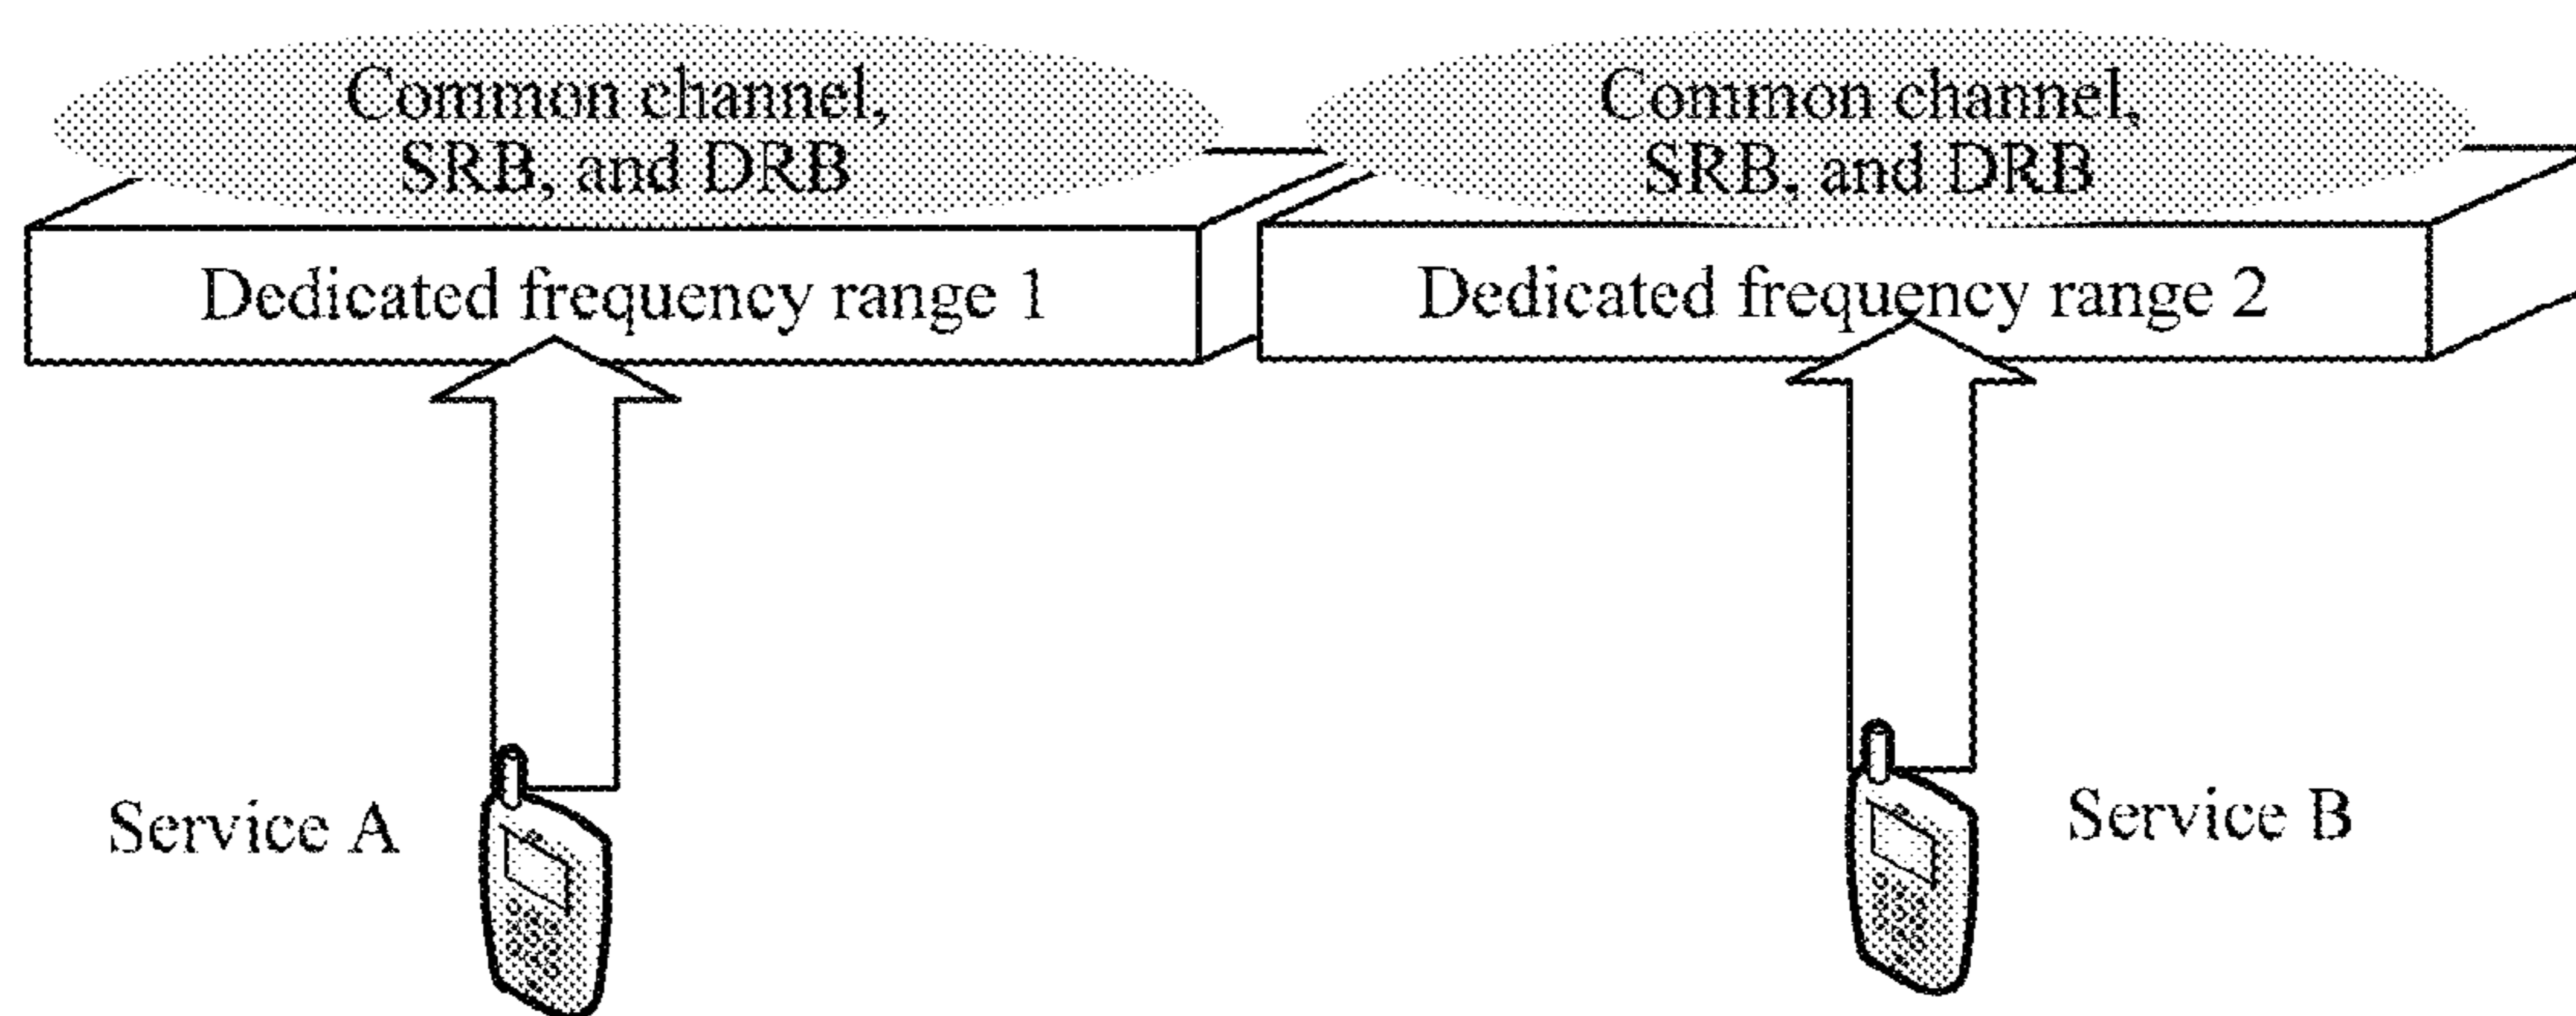 Common channel,
SRB, and DRB
Common channel,
SRB, and DRB
Dedicated frequency range 1
Dedicated frequency range 2
Service A
Service B